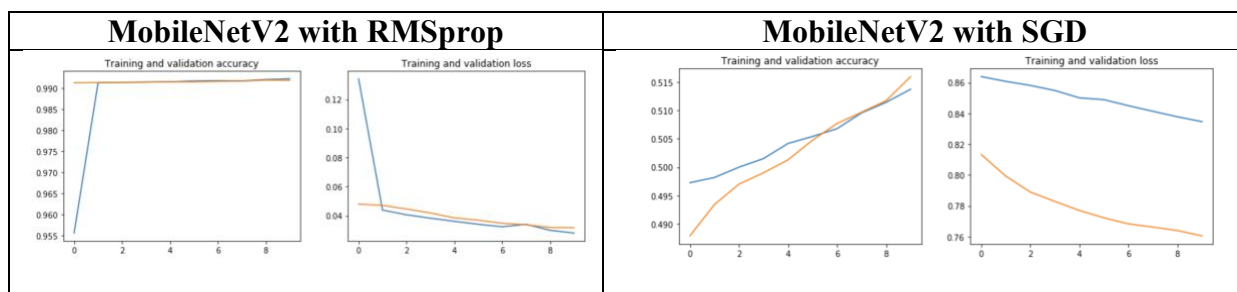 MobileNetV2 with RMSprop
MobileNetV2 with SGD
Training and validation accuracy
0.990
0.985
0.980
0.975
0.970
0.965
0.960
0.955
0 2 4 6 8
Training and validation loss
0.12
0.10
0.08
0.06
0.04
0 2 4 6 8
Training and validation accuracy
0.515
0.510
0.505
0.500
0.495
0.490
0 2 4 6 8
Training and validation loss
0.86
0.84
0.82
0.80
0.78
0.76
0 2 4 6 8